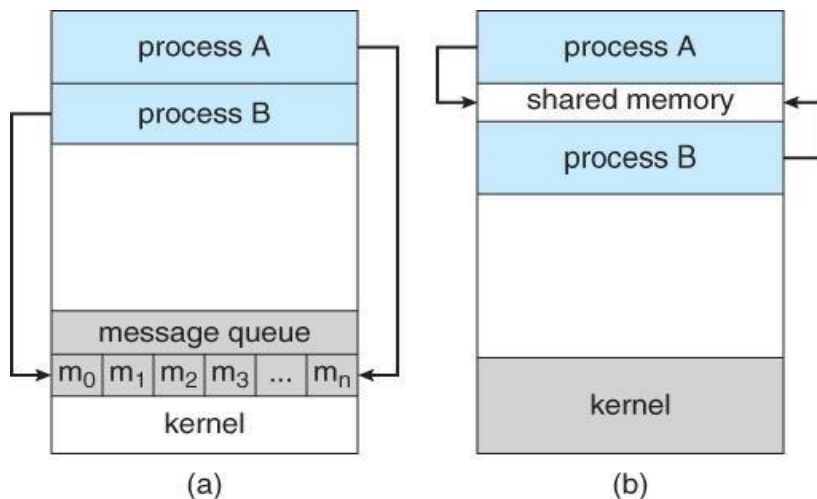 process A
process B
message queue
m0 m1 m2 m3 ... mn
kernel
(a)
process A
shared memory
process B
kernel
(b)